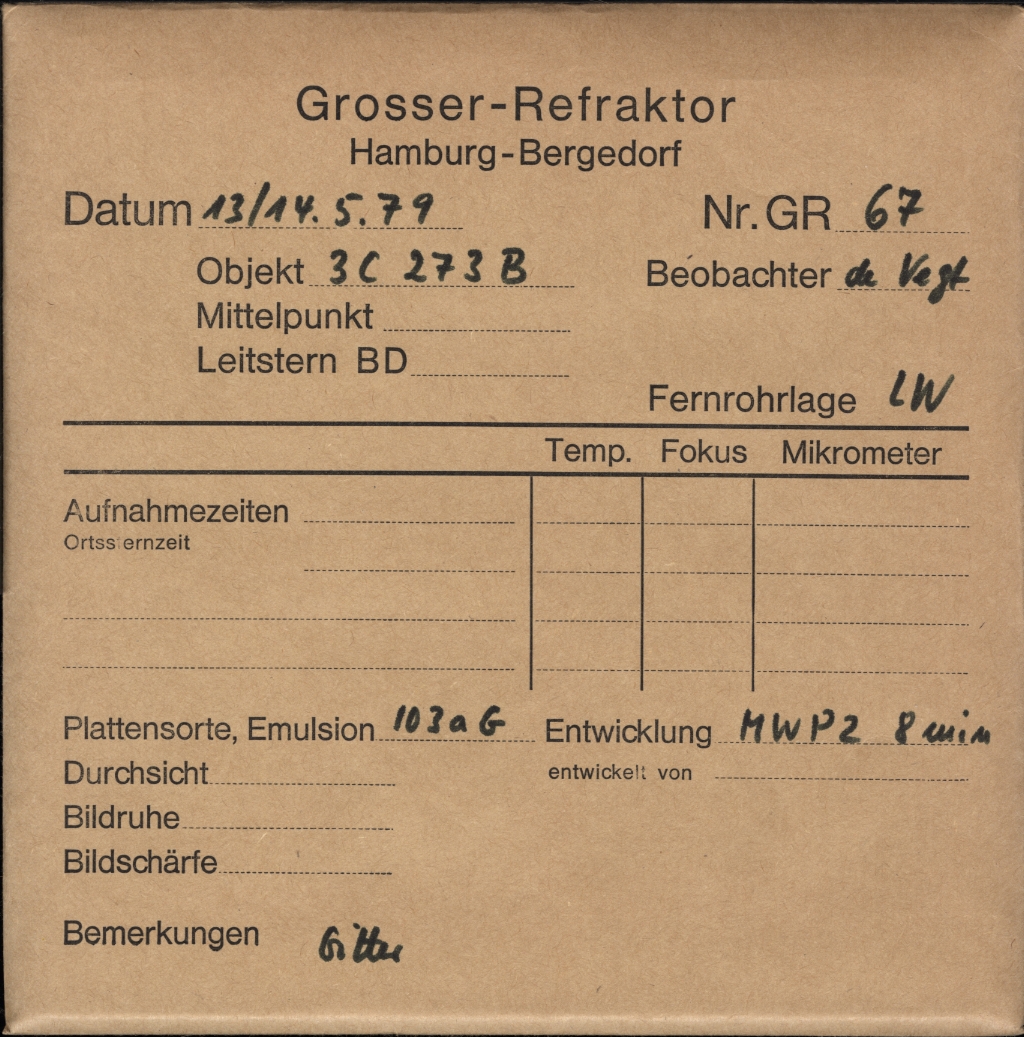 Grosser-Refraktor
Hamburg-Bergedorf
Datum 13/14.5.79 Nr. GR 67
Objekt 3C 273 B Beobachter de Vegt
Mittelpunkt
Leitstern BD
Fernrohrlage LW
Temp. Fokus Mikrometer
Aufnahmezeiten
Ortssternzeit
Plattensorte, Emulsion 103a G Entwicklung MWP2 8 min
Durchsicht entwickelt von
Bildruhe
Bildschärfe
Bemerkungen Gitter